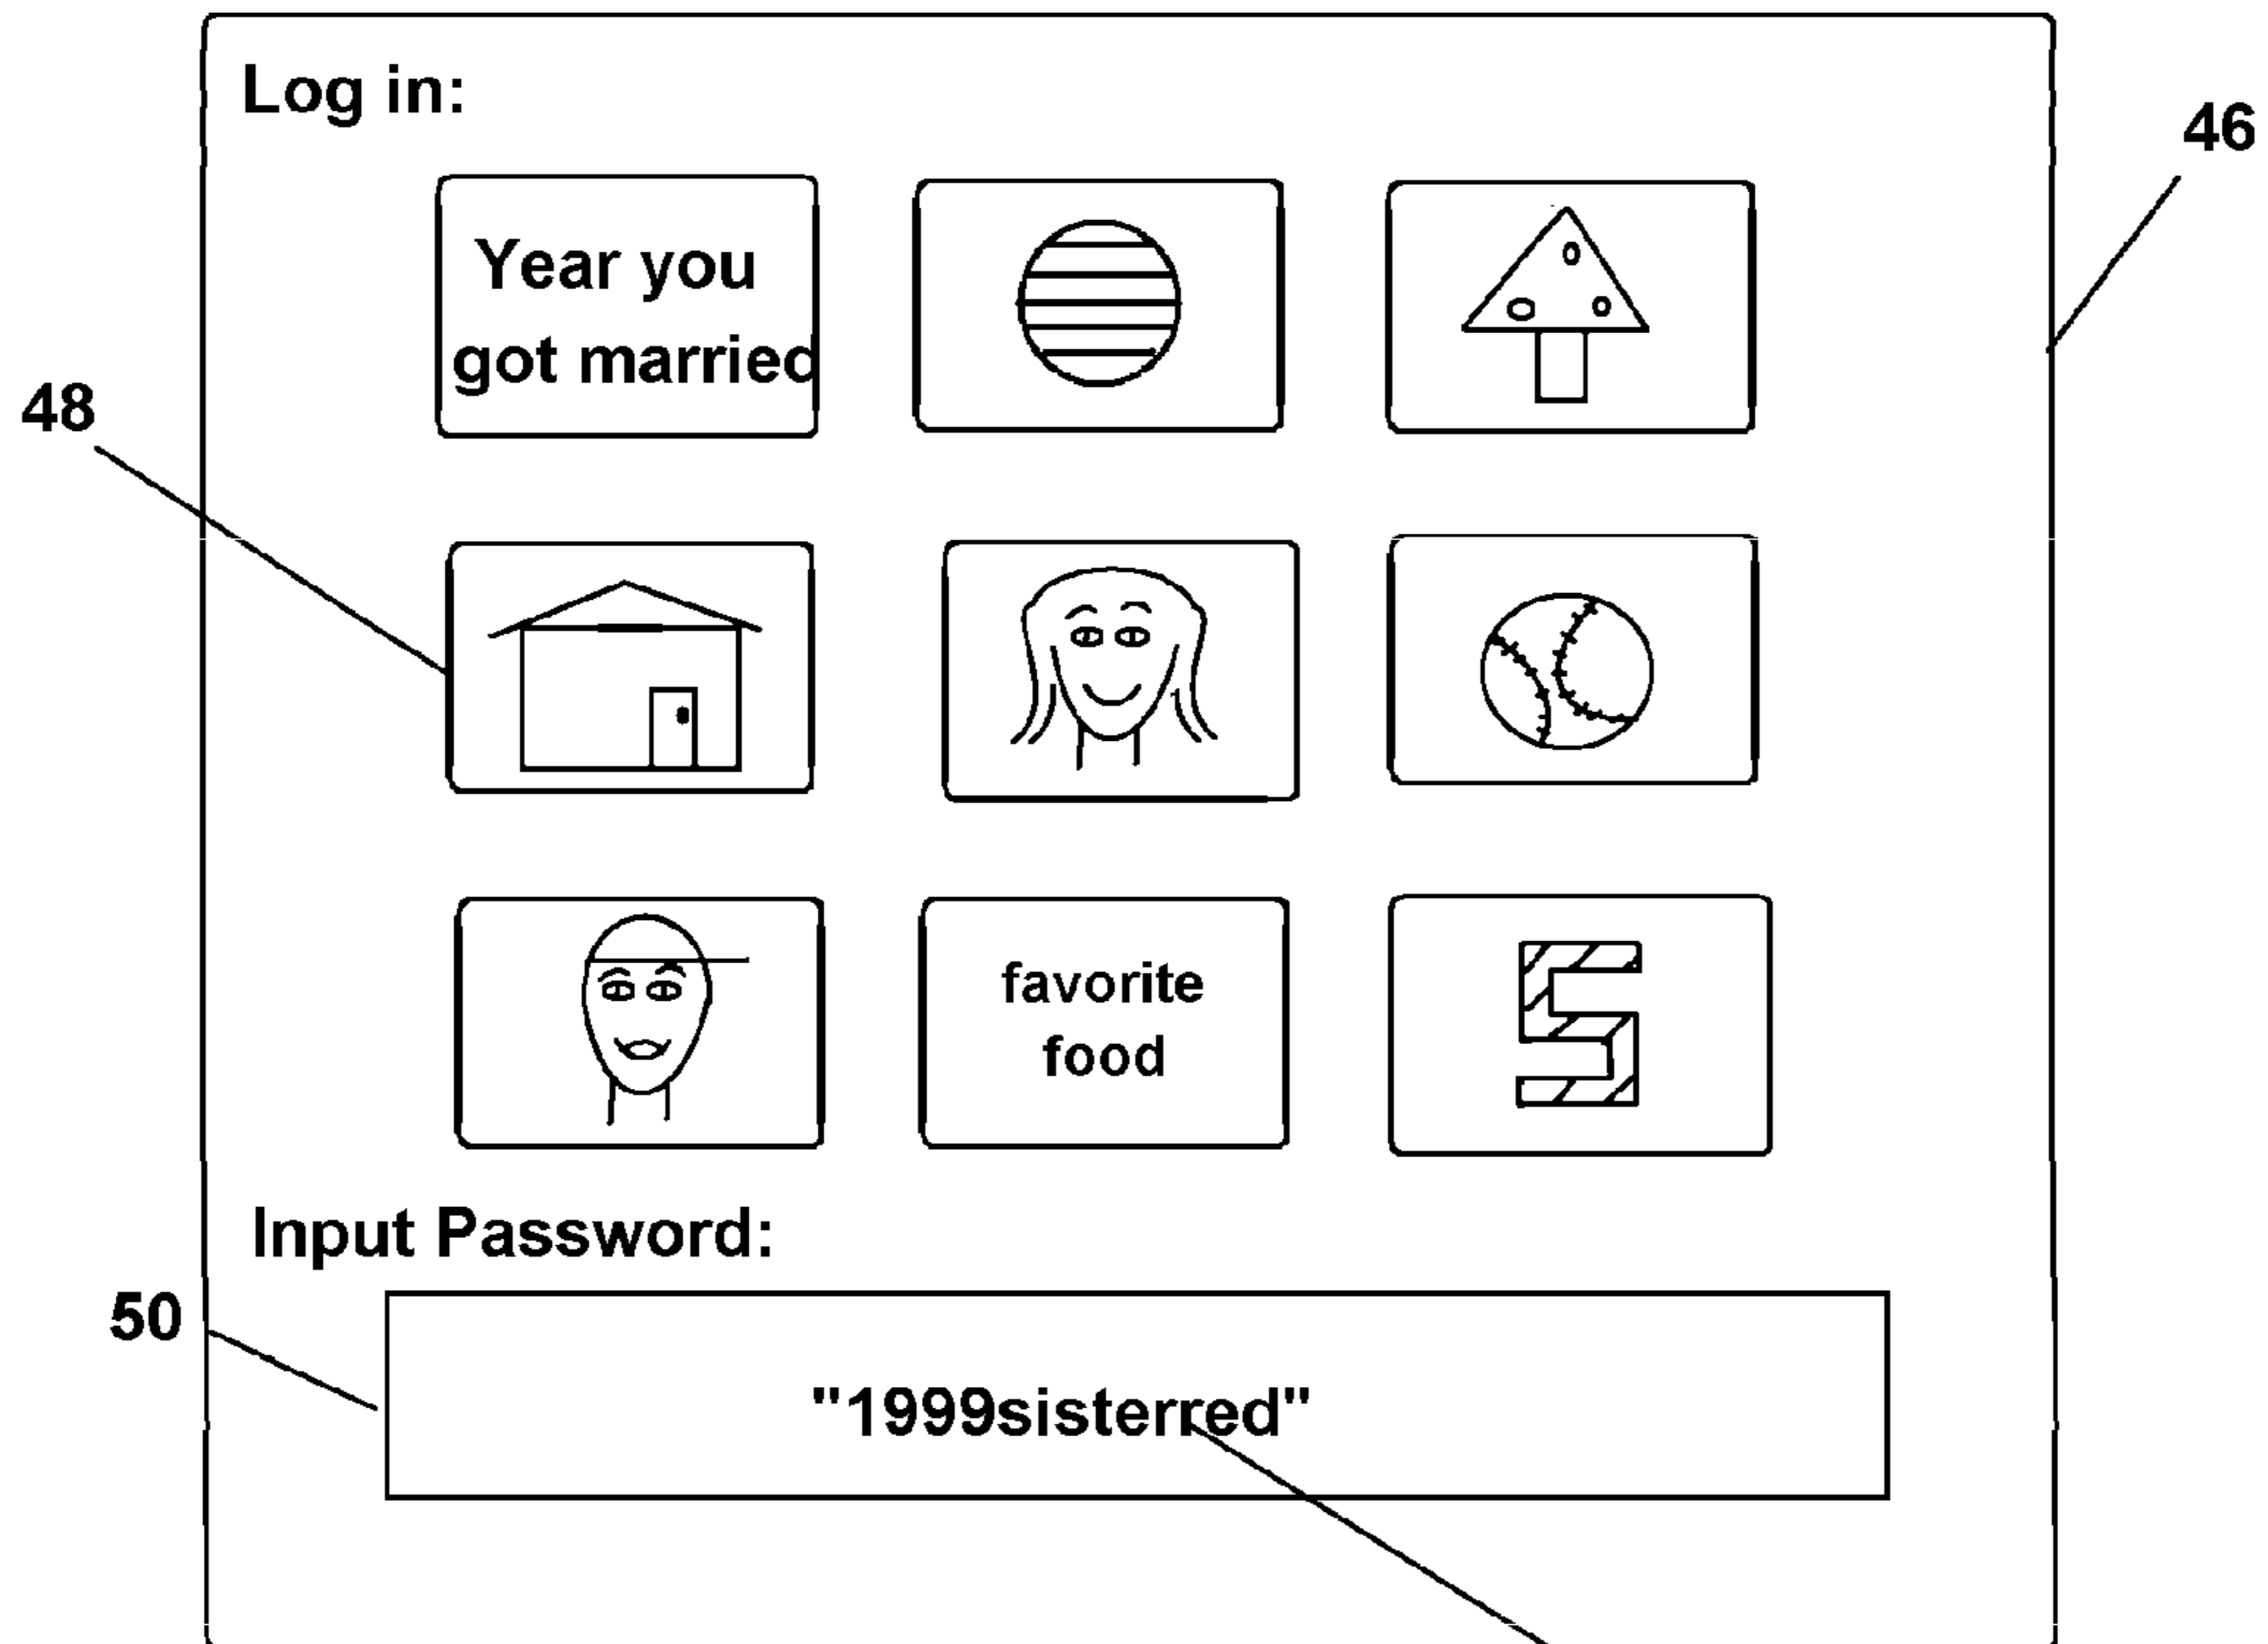 Log in:
46
Year you
got married
48
favorite
food
S
Input Password:
50
"1999sisterred"